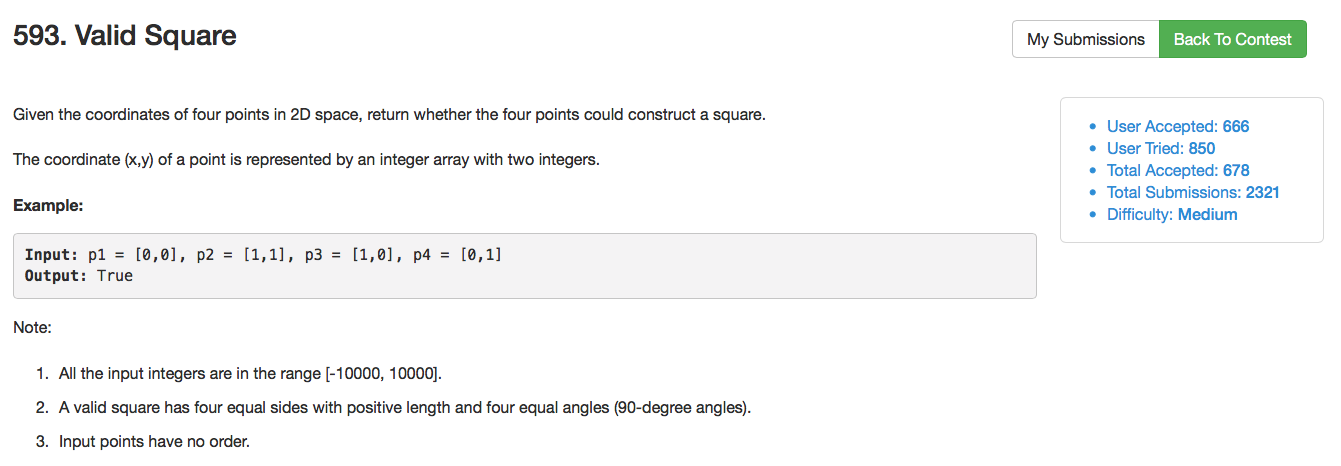 593. Valid Square
My Submissions
Back To Contest
Given the coordinates of four points in 2D space, return whether the four points could construct a square.
The coordinate (x,y) of a point is represented by an integer array with two integers.
Example:
Input: p1 = [0,0], p2 = [1,1], p3 = [1,0], p4 = [0,1]
Output: True
Note:
1. All the input integers are in the range [-10000, 10000].
2. A valid square has four equal sides with positive length and four equal angles (90-degree angles).
3. Input points have no order.
• User Accepted: 666
• User Tried: 850
• Total Accepted: 678
• Total Submissions: 2321
• Difficulty: Medium